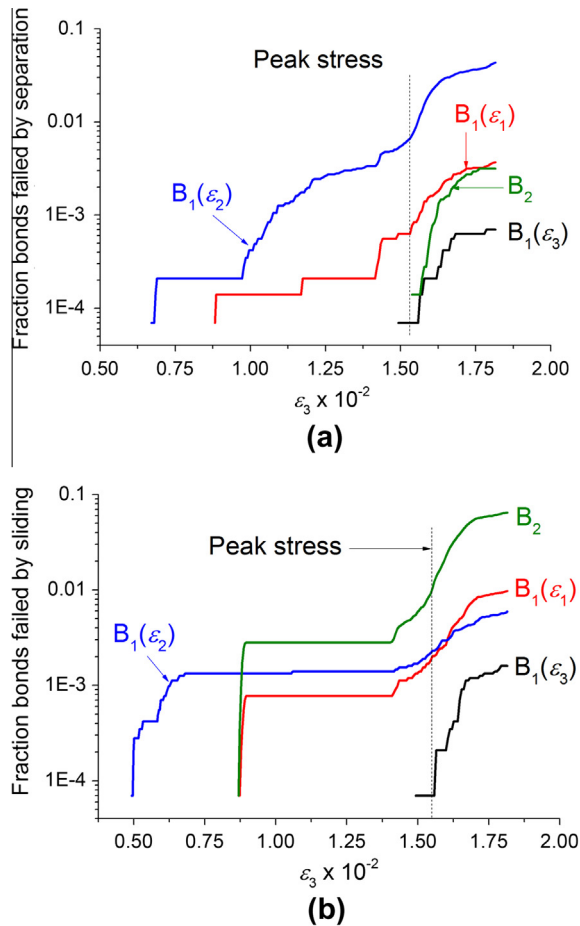 Fraction bonds failed by separation
0.1
0.01
1E-3
1E-4
Peak stress
B₁(ε₁)
B₂
B₁(ε₂)
B₁(ε₃)
0.50 0.75 1.00 1.25 1.50 1.75 2.00
ε₃ x 10⁻²
(a)
Fraction bonds failed by sliding
0.1
0.01
1E-3
1E-4
B₂
Peak stress
B₁(ε₁)
B₁(ε₂)
B₁(ε₃)
0.50 0.75 1.00 1.25 1.50 1.75 2.00
ε₃ x 10⁻²
(b)